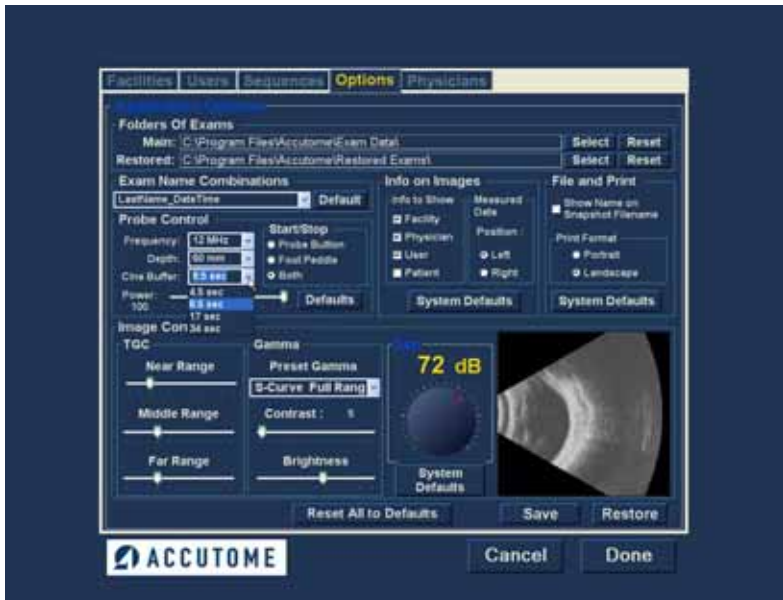 Facilities Users Sequences Options Physicians
Folders Of Exams
Main: C:\Program Files\Accutome\Exam Data\ Select Reset
Restored: C:\Program Files\Accutome\Restored Exams\ Select Reset
Exam Name Combinations Info on Images File and Print
LastName_DateTime Default
Info to Show Measured Data
Facility
Physician
User
Patient
Position :
Left
Right
System Defaults
Show Name on
Snapshot Filename
Print Format
Portrait
Landscape
System Defaults
Probe Control
Frequency: 12 MHz
Depth: 60 mm
Cine Buffer: 8.5 sec
4.5 sec
8.5 sec
17 sec
34 sec
Power:
100
Start/Stop
Probe Button
Foot Peddle
Both
Defaults
Image Con
TGC
Near Range
Middle Range
Far Range
Gamma
Preset Gamma
S-Curve Full Rang
Contrast :
Brightness
72 dB
System
Defaults
Reset All to Defaults Save Restore
ACCUTOME Cancel Done